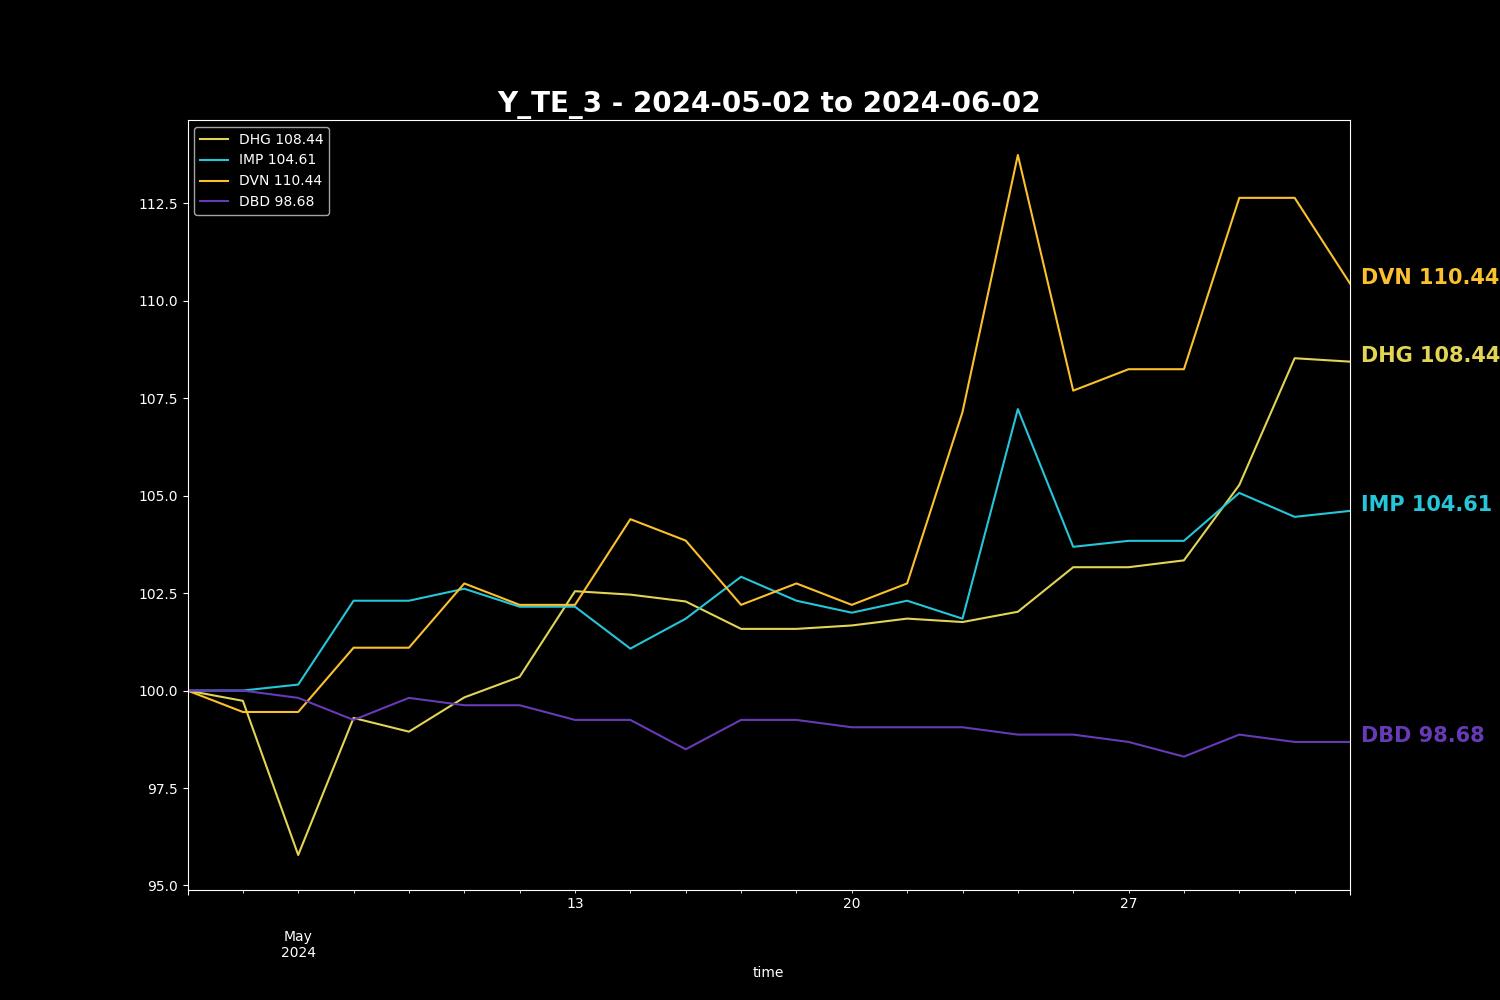 Y_TE_3 - 2024-05-02 to 2024-06-02
DHG 108.44
IMP 104.61
DVN 110.44
DBD 98.68
112.5
110.0
107.5
105.0
102.5
100.0
97.5
95.0
DVN 110.44
DHG 108.44
IMP 104.61
DBD 98.68
13
20
27
May
2024
time